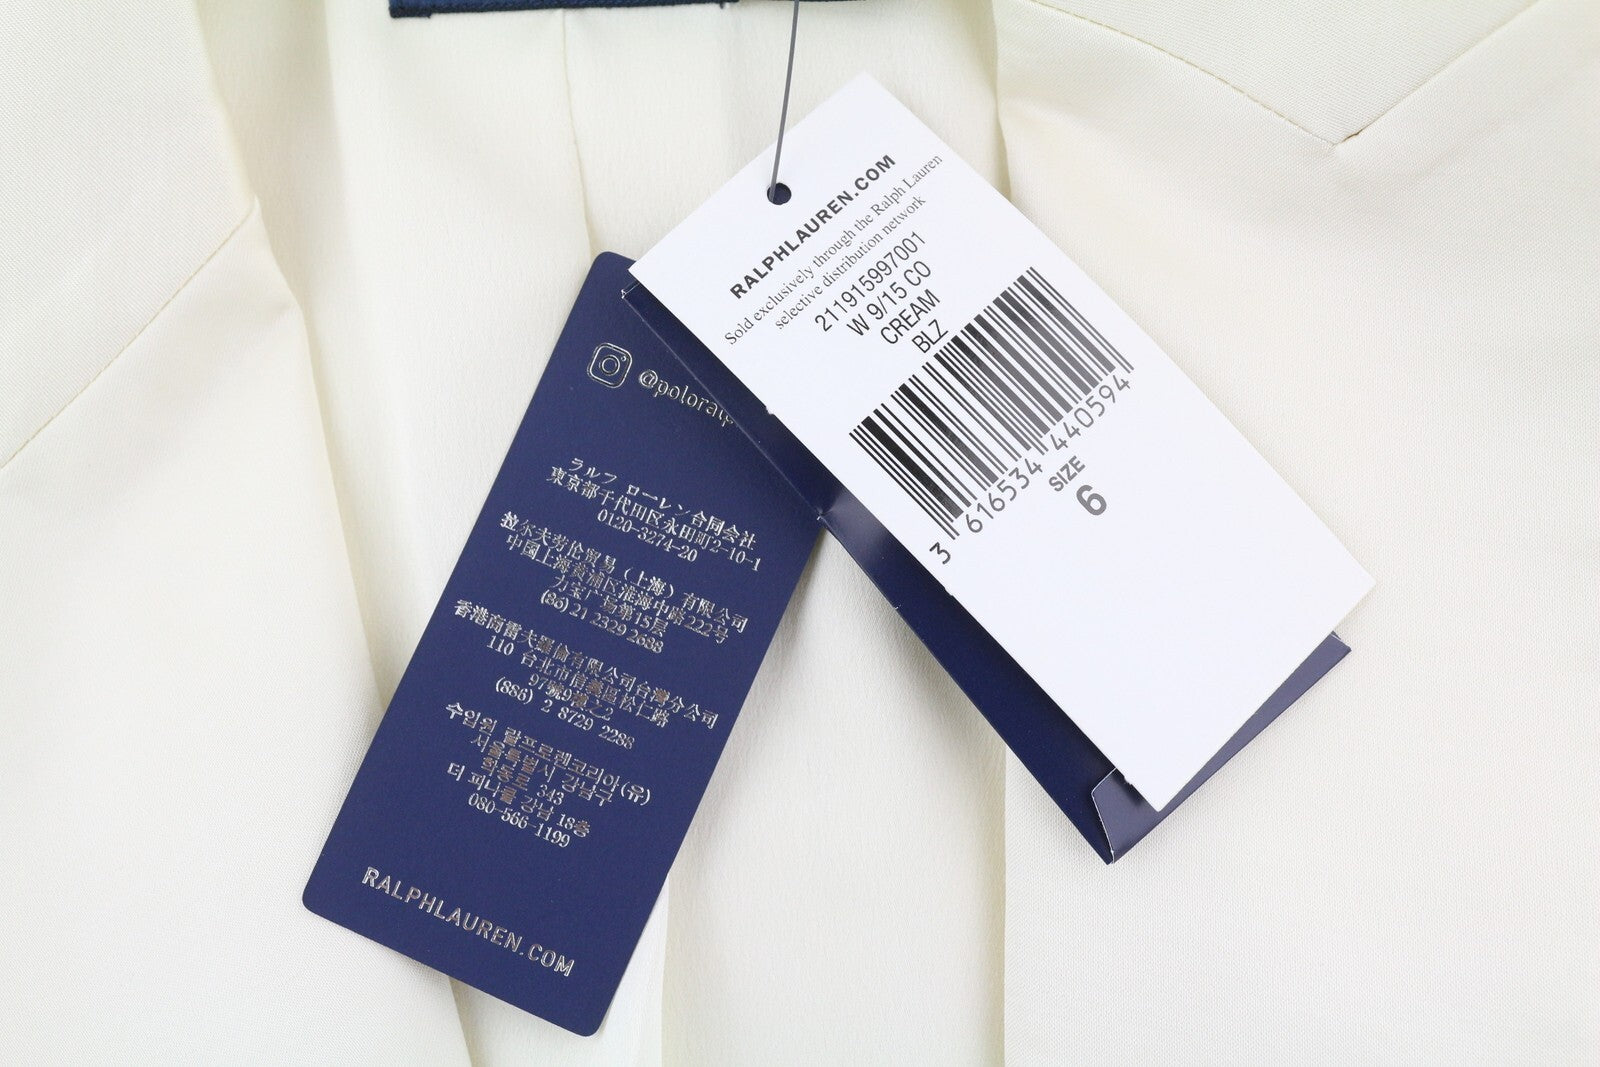 RALPHLAUREN.COM
Sold exclusively through the Ralph Lauren
selective distribution network
211915997001
W 9/15 CO
CREAM
BLZ
3 616534 440594
SIZE
6
@poloralp
ラルフ ローレン合同会社
東京都千代田区永田町2-10-1
0120-3274-20
拉尔夫劳伦贸易（上海）有限公司
中国上海黄浦区淮海中路222号
力宝广场第15层
(86) 21 2329 2688
香港商雷夫羅倫有限公司台灣分公司
110 台北市信義區松仁路
97號9樓之2
(886) 2 8729 2288
수입원 랄프로렌코리아(유)
서울특별시 강남구
학동로 343
더 피나클 강남 18층
080-566-1199
RALPHLAUREN.COM